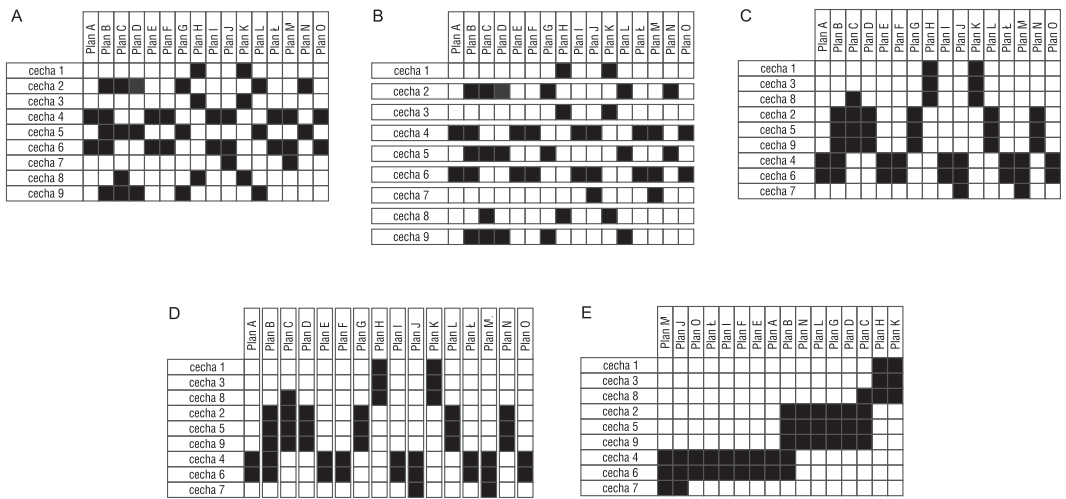 A
Plan A
Plan B
Plan C
Plan D
Plan E
Plan F
Plan G
Plan H
Plan I
Plan J
Plan K
Plan L
Plan Ł
Plan M
Plan N
Plan O
cecha 1
cecha 2
cecha 3
cecha 4
cecha 5
cecha 6
cecha 7
cecha 8
cecha 9
B
Plan A
Plan B
Plan C
Plan D
Plan E
Plan F
Plan G
Plan H
Plan I
Plan J
Plan K
Plan L
Plan Ł
Plan M
Plan N
Plan O
cecha 1
cecha 2
cecha 3
cecha 4
cecha 5
cecha 6
cecha 7
cecha 8
cecha 9
C
Plan A
Plan B
Plan C
Plan D
Plan E
Plan F
Plan G
Plan H
Plan I
Plan J
Plan K
Plan L
Plan Ł
Plan M
Plan N
Plan O
cecha 1
cecha 3
cecha 8
cecha 2
cecha 5
cecha 9
cecha 4
cecha 6
cecha 7
D
Plan A
Plan B
Plan C
Plan D
Plan E
Plan F
Plan G
Plan H
Plan I
Plan J
Plan K
Plan L
Plan Ł
Plan M.
Plan N
Plan O
cecha 1
cecha 3
cecha 8
cecha 2
cecha 5
cecha 9
cecha 4
cecha 6
cecha 7
E
Plan M
Plan J
Plan O
Plan Ł
Plan I
Plan F
Plan E
Plan A
Plan B
Plan N
Plan L
Plan G
Plan D
Plan C
Plan H
Plan K
cecha 1
cecha 3
cecha 8
cecha 2
cecha 5
cecha 9
cecha 4
cecha 6
cecha 7